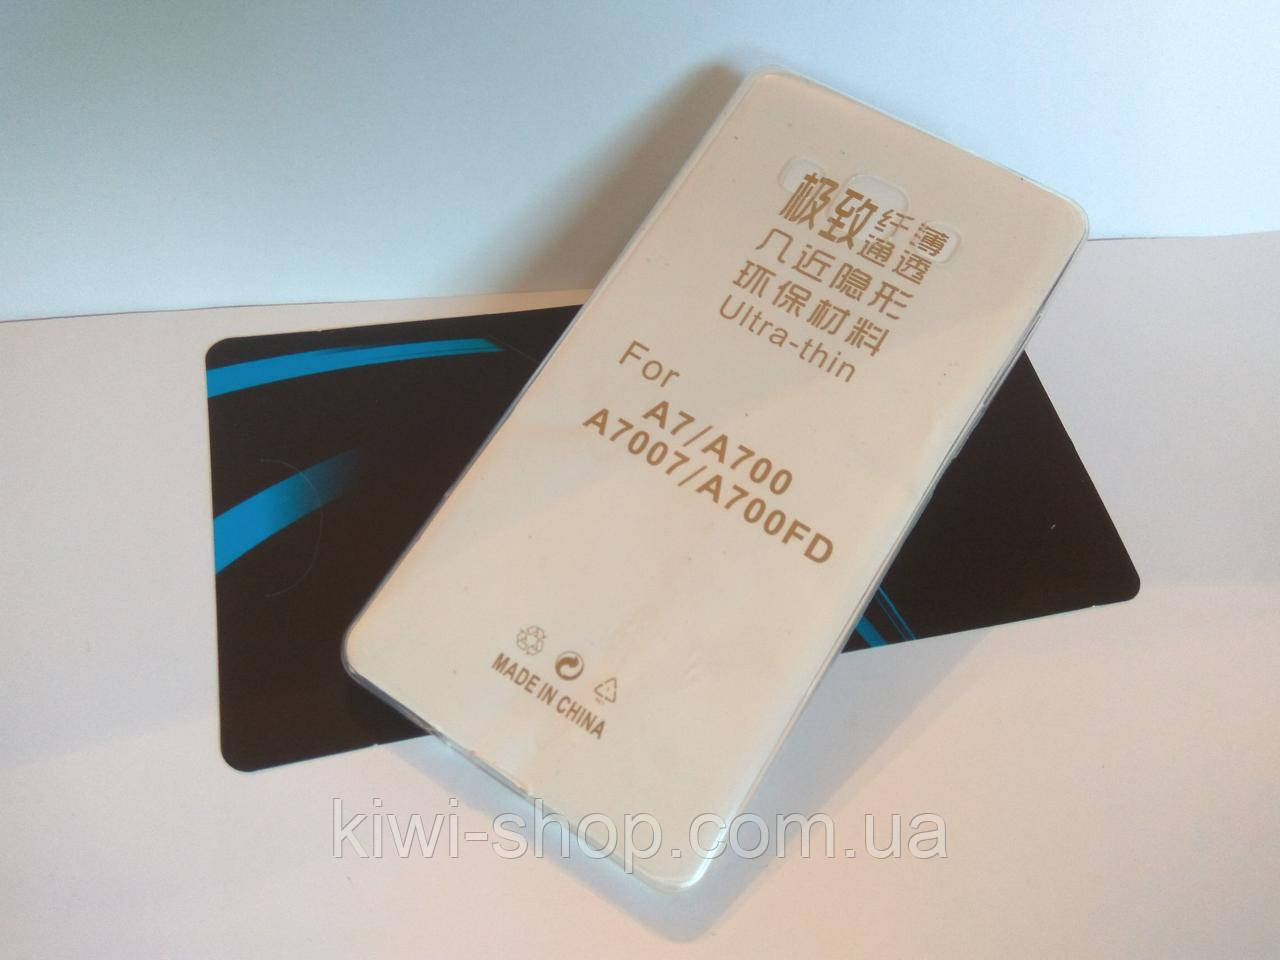 极致纤薄通透
几近隐形
环保材料
Ultra-thin
For
A7/A700
A7007/A700FD
MADE IN CHINA
kiwi-shop.com.ua